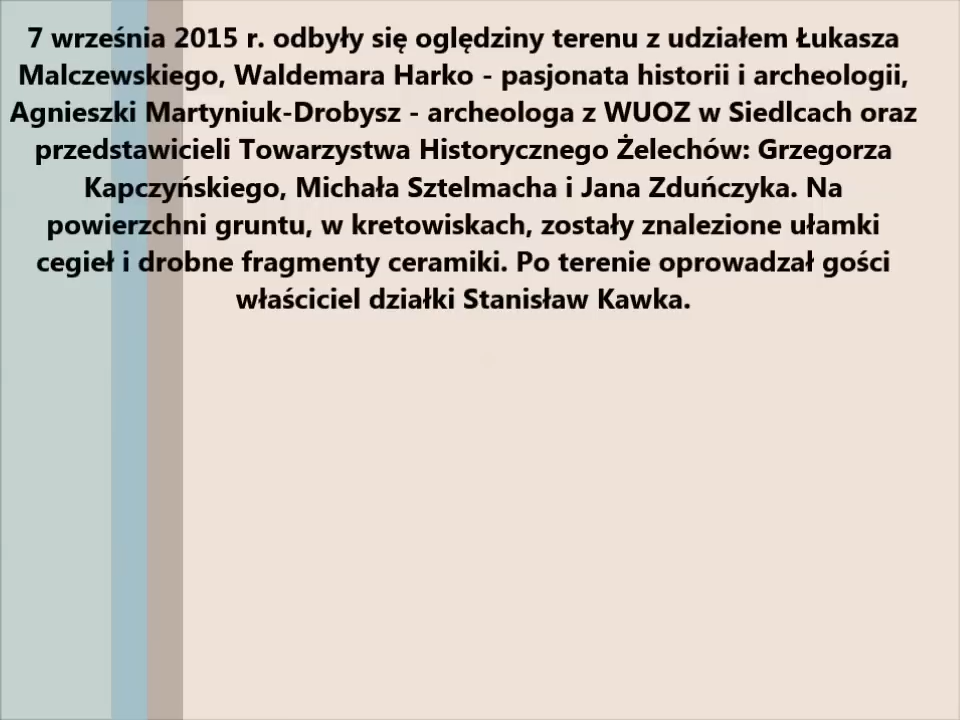 7 września 2015 r. odbyły się oględziny terenu z udziałem Łukasza
Malczewskiego, Waldemara Harko - pasjonata historii i archeologii,
Agnieszki Martyniuk-Drobysz - archeologa z WUOZ w Siedlcach oraz
przedstawicieli Towarzystwa Historycznego Żelechów: Grzegorza
Kapczyńskiego, Michała Sztelmacha i Jana Zduńczyka. Na
powierzchni gruntu, w kretowiskach, zostały znalezione ułamki
cegieł i drobne fragmenty ceramiki. Po terenie oprowadzał gości
właściciel działki Stanisław Kawka.